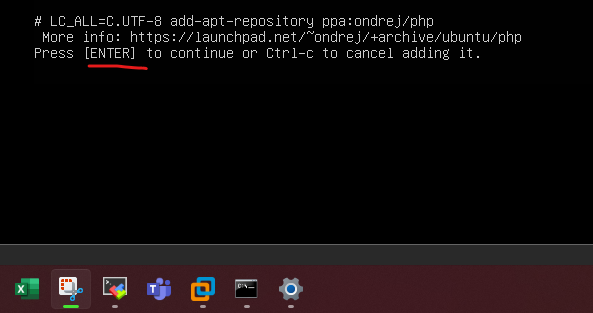 # LC_ALL=C.UTF-8 add-apt-repository ppa:ondrej/php
More info: https://launchpad.net/~ondrej/+archive/ubuntu/php
Press [ENTER] to continue or Ctrl-c to cancel adding it.